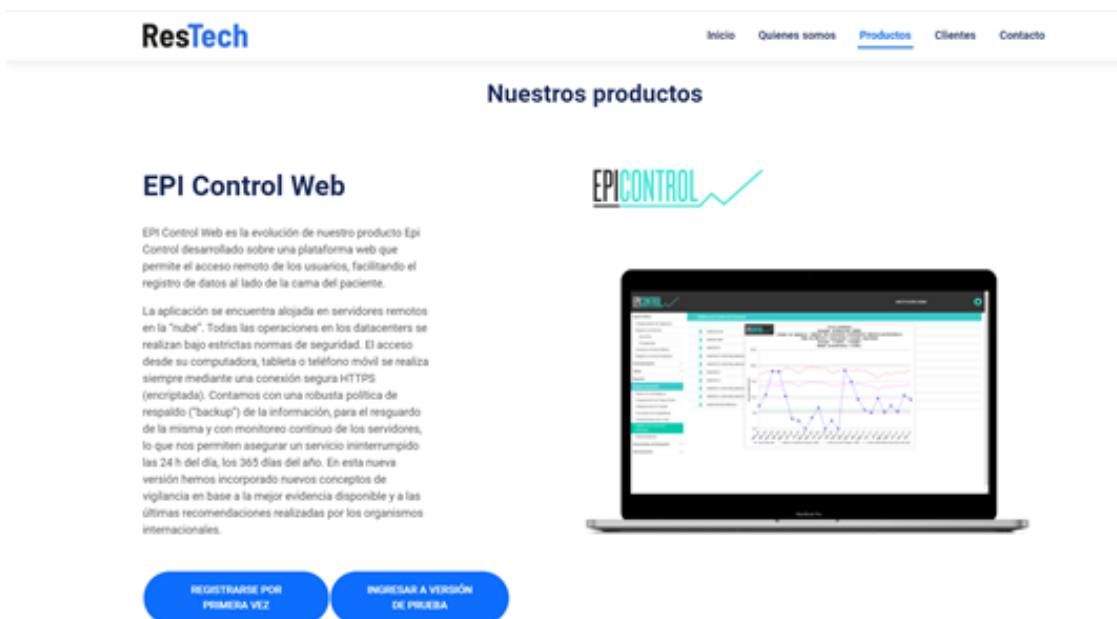 ResTech
Inicio Quienes somos Productos Clientes Contacto
Nuestros productos
EPI Control Web
EPI Control Web es la evolución de nuestro producto Epi
Control desarrollado sobre una plataforma web que
permite el acceso remoto de los usuarios, facilitando el
registro de datos al lado de la cama del paciente.
La aplicación se encuentra alojada en servidores remotos
en la "nube". Todas las operaciones en los datacenters se
realizan bajo estrictas normas de seguridad. El acceso
desde su computadora, tableta o teléfono móvil se realiza
siempre mediante una conexión segura HTTPS
(encriptada). Contamos con una robusta política de
respaldo ("backup") de la información, para el resguardo
de la misma y con monitoreo continuo de los servidores,
lo que nos permiten asegurar un servicio ininterrumpido
las 24 h del día, los 365 días del año. En esta nueva
versión hemos incorporado nuevos conceptos de
vigilancia en base a la mejor evidencia disponible y a las
últimas recomendaciones realizadas por los organismos
internacionales.
REGISTRARSE POR
PRIMERA VEZ
INGRESAR A VERSIÓN
DE PRUEBA
EPICONTROL
EPICONTROL
MacBook Pro